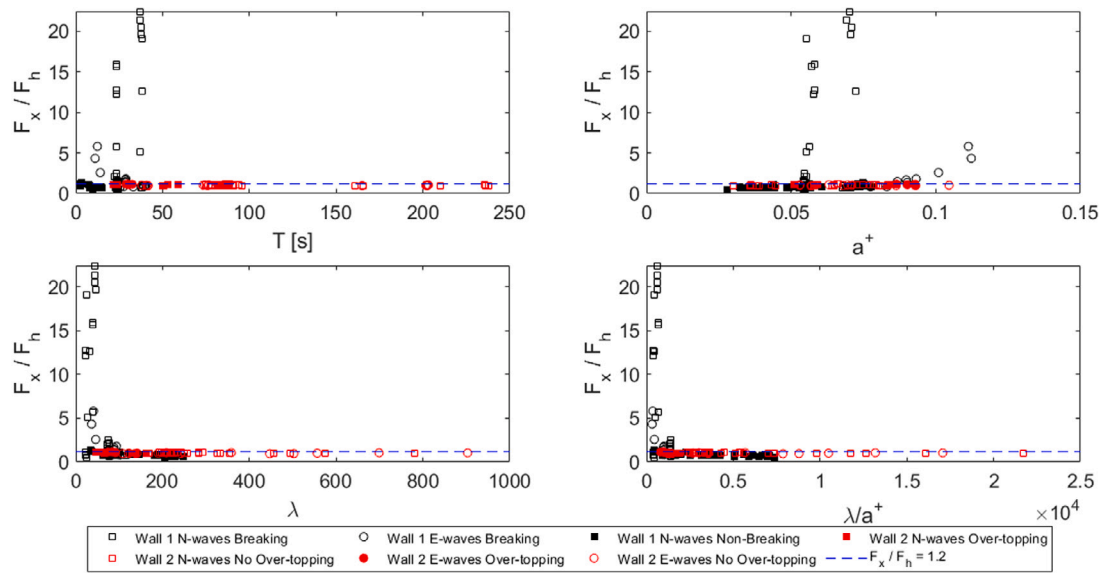 F_x / F_h
20
15
10
5
0
0 50 100 150 200 250
T [s]
F_x / F_h
20
15
10
5
0
0 0.05 0.1 0.15
a^+
F_x / F_h
20
15
10
5
0
0 200 400 600 800 1000
λ
F_x / F_h
20
15
10
5
0
0 0.5 1 1.5 2 2.5
λ/a^+
×10^4
Wall 1 N-waves Breaking Wall 1 E-waves Breaking Wall 1 N-waves Non-Breaking Wall 2 N-waves Over-topping
Wall 2 N-waves No Over-topping Wall 2 E-waves Over-topping Wall 2 E-waves No Over-topping F_x / F_h = 1.2